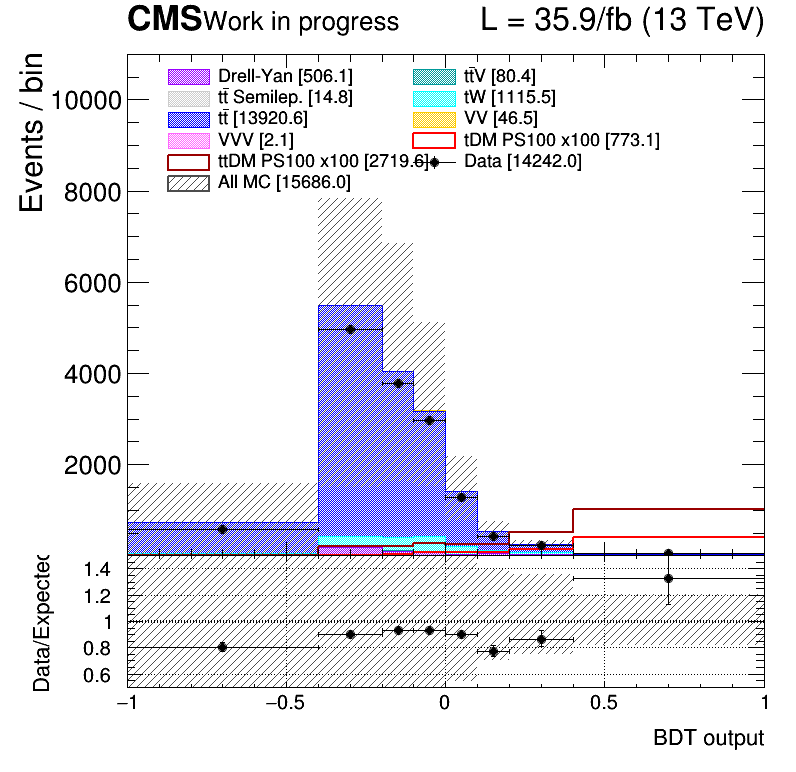 CMS Work in progress L = 35.9/fb (13 TeV)
Events / bin
10000
8000
6000
4000
2000
Drell-Yan [506.1] tt̄V [80.4]
tt̄ Semilep. [14.8] tW [1115.5]
tt̄ [13920.6] VV [46.5]
VVV [2.1] tDM PS100 x100 [773.1]
ttDM PS100 x100 [2719.6] Data [14242.0]
All MC [15686.0]
Data/Expected
1.4
1.2
1
0.8
0.6
−1 −0.5 0 0.5 1
BDT output